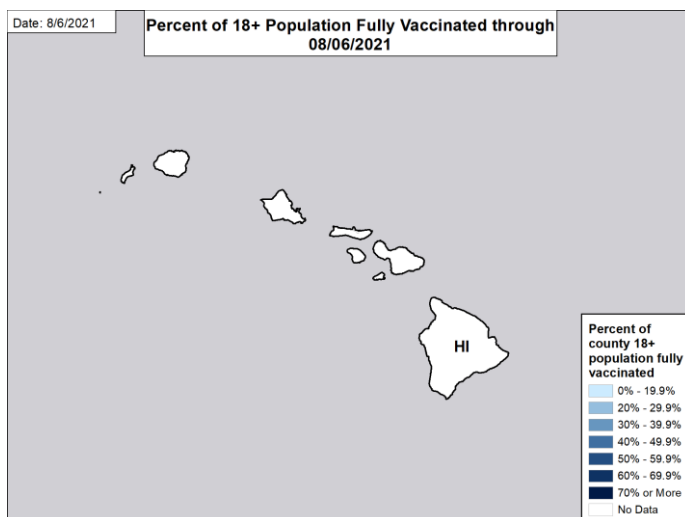 Date: 8/6/2021
Percent of 18+ Population Fully Vaccinated through
08/06/2021
HI
Percent of
county 18+
population fully
vaccinated
0% - 19.9%
20% - 29.9%
30% - 39.9%
40% - 49.9%
50% - 59.9%
60% - 69.9%
70% or More
No Data